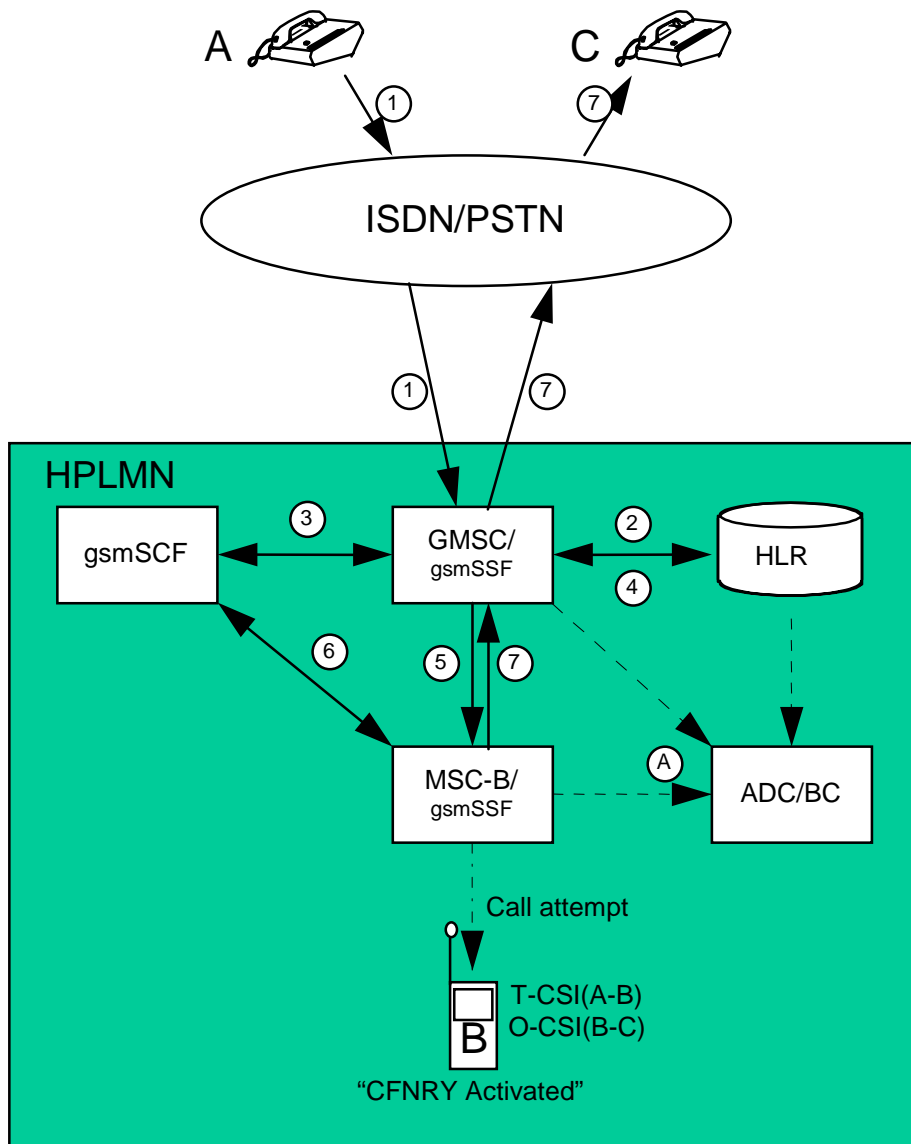 A
C
1
7
ISDN/PSTN
1
7
HPLMN
gsmSCF
3
GMSC/
gsmSSF
2
4
HLR
6
5
7
MSC-B/
gsmSSF
A
ADC/BC
Call attempt
T-CSI(A-B)
O-CSI(B-C)
B
“CFNRY Activated”